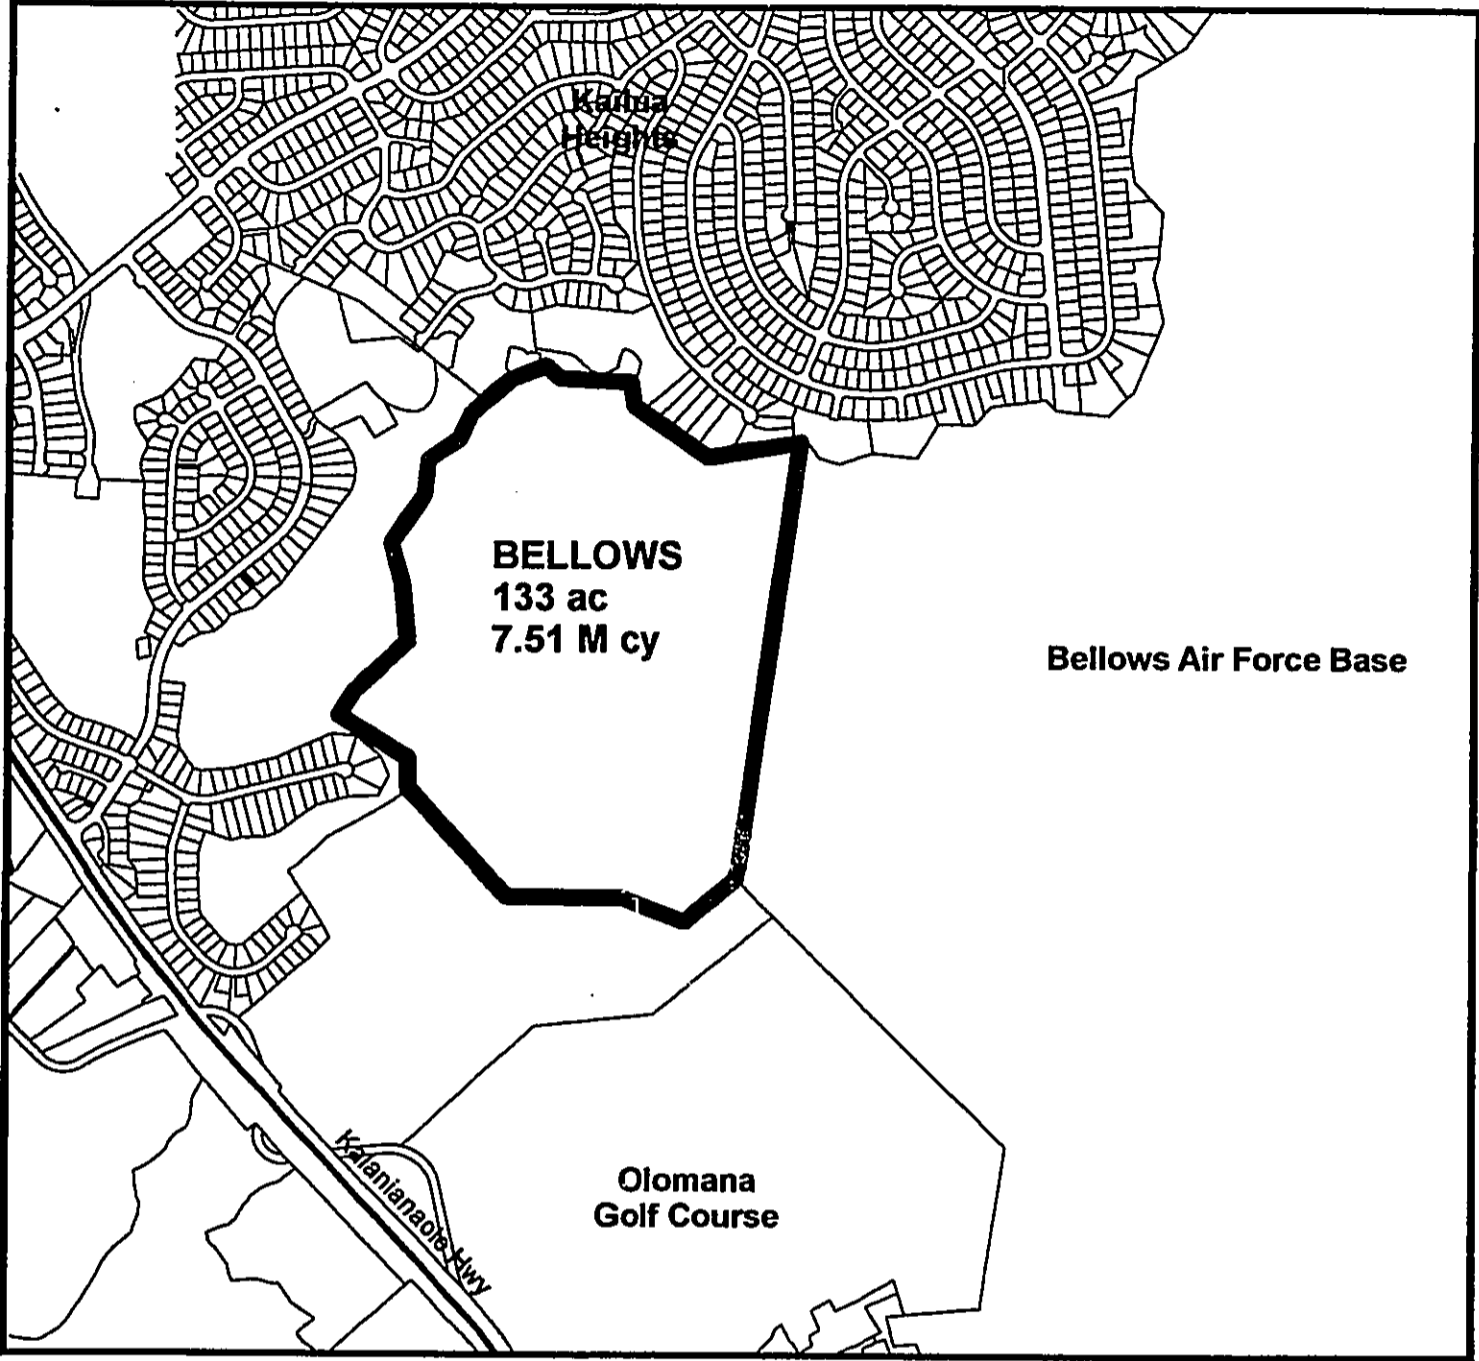 Kailua
Heights
BELLOWS
133 ac
7.51 M cy
Bellows Air Force Base
Olomana
Golf Course
Kalanianaole Hwy